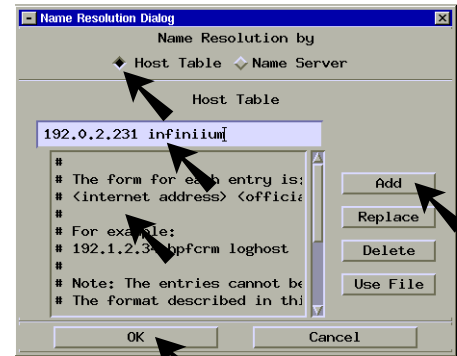 Name Resolution Dialog
Name Resolution by
Host Table Name Server
Host Table
192.0.2.231 infiniium
#
# The form for each entry is:
# <internet address> <officia
#
# For example:
# 192.1.2.34 hpfcrm loghost
#
# Note: The entries cannot be
# The format described in thi
Add
Replace
Delete
Use File
OK Cancel